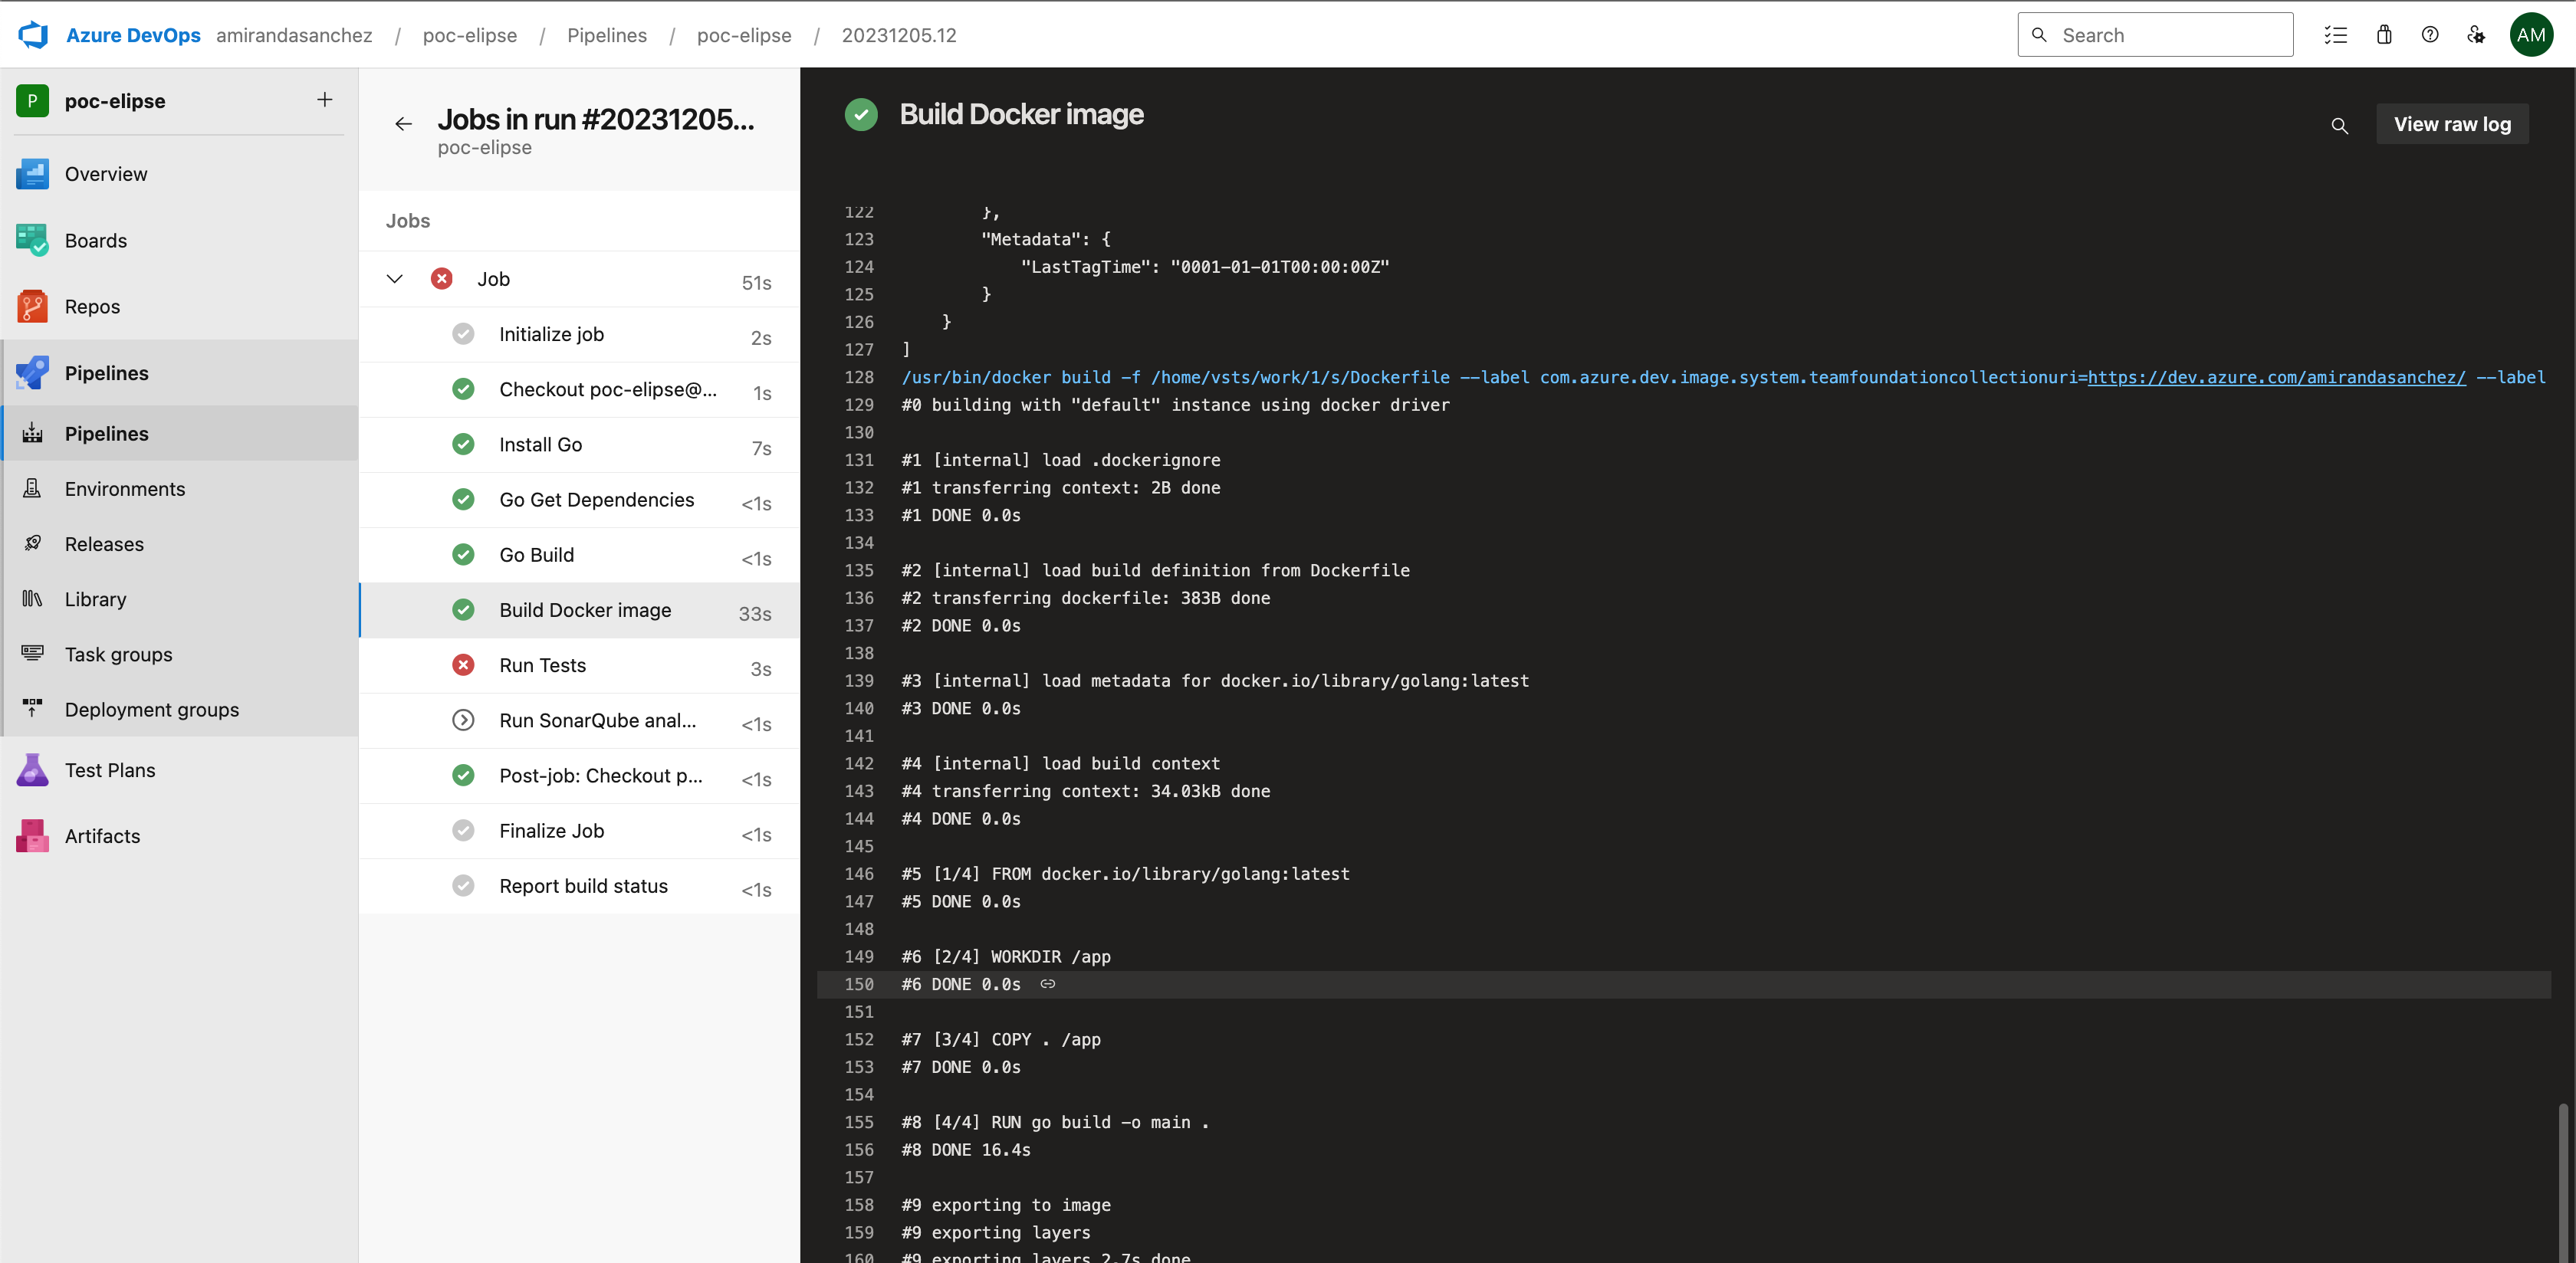 Azure DevOps amirandasanchez / poc-elipse / Pipelines / poc-elipse / 20231205.12
Search
AM
P poc-elipse
Overview
Boards
Repos
Pipelines
Pipelines
Environments
Releases
Library
Task groups
Deployment groups
Test Plans
Artifacts
Jobs in run #20231205...
poc-elipse
Jobs
Job 51s
Initialize job 2s
Checkout poc-elipse@... 1s
Install Go 7s
Go Get Dependencies <1s
Go Build <1s
Build Docker image 33s
Run Tests 3s
Run SonarQube anal... <1s
Post-job: Checkout p... <1s
Finalize Job <1s
Report build status <1s
Build Docker image
View raw log
122 },
123 "Metadata": {
124 "LastTagTime": "0001-01-01T00:00:00Z"
125 }
126 }
127 ]
128 /usr/bin/docker build -f /home/vsts/work/1/s/Dockerfile --label com.azure.dev.image.system.teamfoundationcollectionuri=https://dev.azure.com/amirandasanchez/ --label
129 #0 building with "default" instance using docker driver
130
131 #1 [internal] load .dockerignore
132 #1 transferring context: 2B done
133 #1 DONE 0.0s
134
135 #2 [internal] load build definition from Dockerfile
136 #2 transferring dockerfile: 383B done
137 #2 DONE 0.0s
138
139 #3 [internal] load metadata for docker.io/library/golang:latest
140 #3 DONE 0.0s
141
142 #4 [internal] load build context
143 #4 transferring context: 34.03kB done
144 #4 DONE 0.0s
145
146 #5 [1/4] FROM docker.io/library/golang:latest
147 #5 DONE 0.0s
148
149 #6 [2/4] WORKDIR /app
150 #6 DONE 0.0s
151
152 #7 [3/4] COPY . /app
153 #7 DONE 0.0s
154
155 #8 [4/4] RUN go build -o main .
156 #8 DONE 16.4s
157
158 #9 exporting to image
159 #9 exporting layers
160 #9 exporting layers 2.7s done